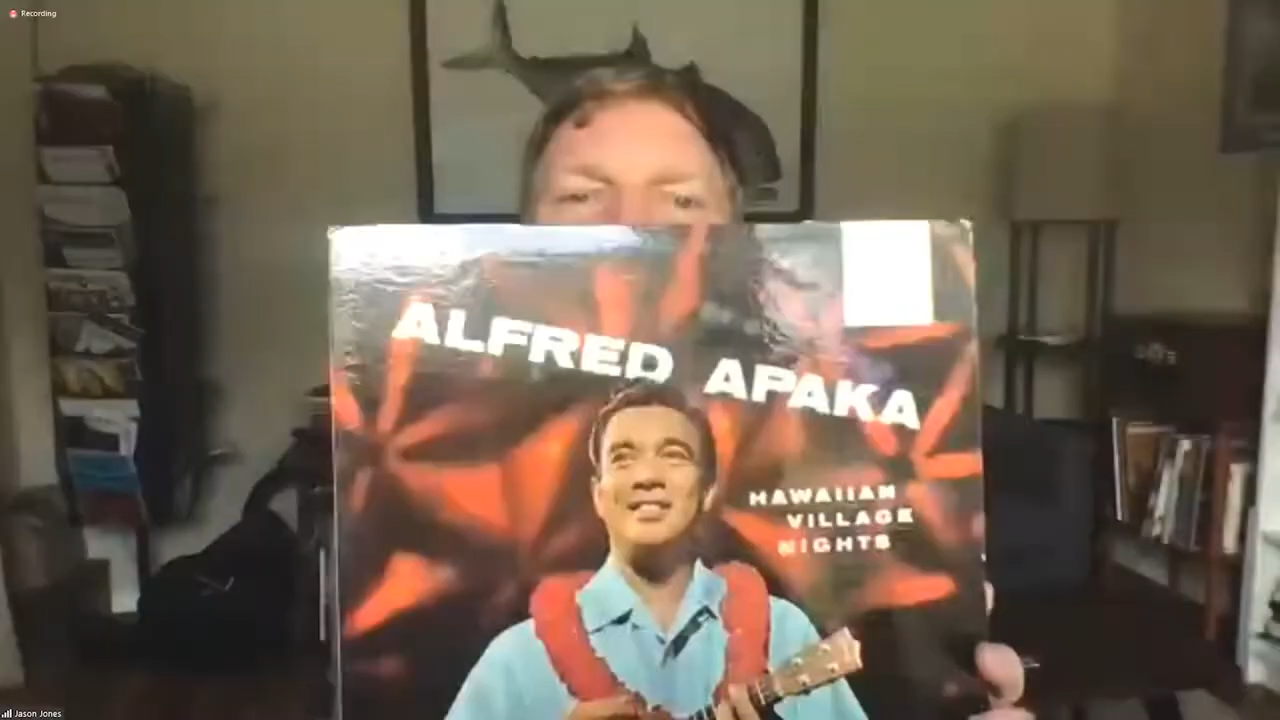 Recording
ALFRED APAKA
HAWAIIAN
VILLAGE
NIGHTS
Jason Jones